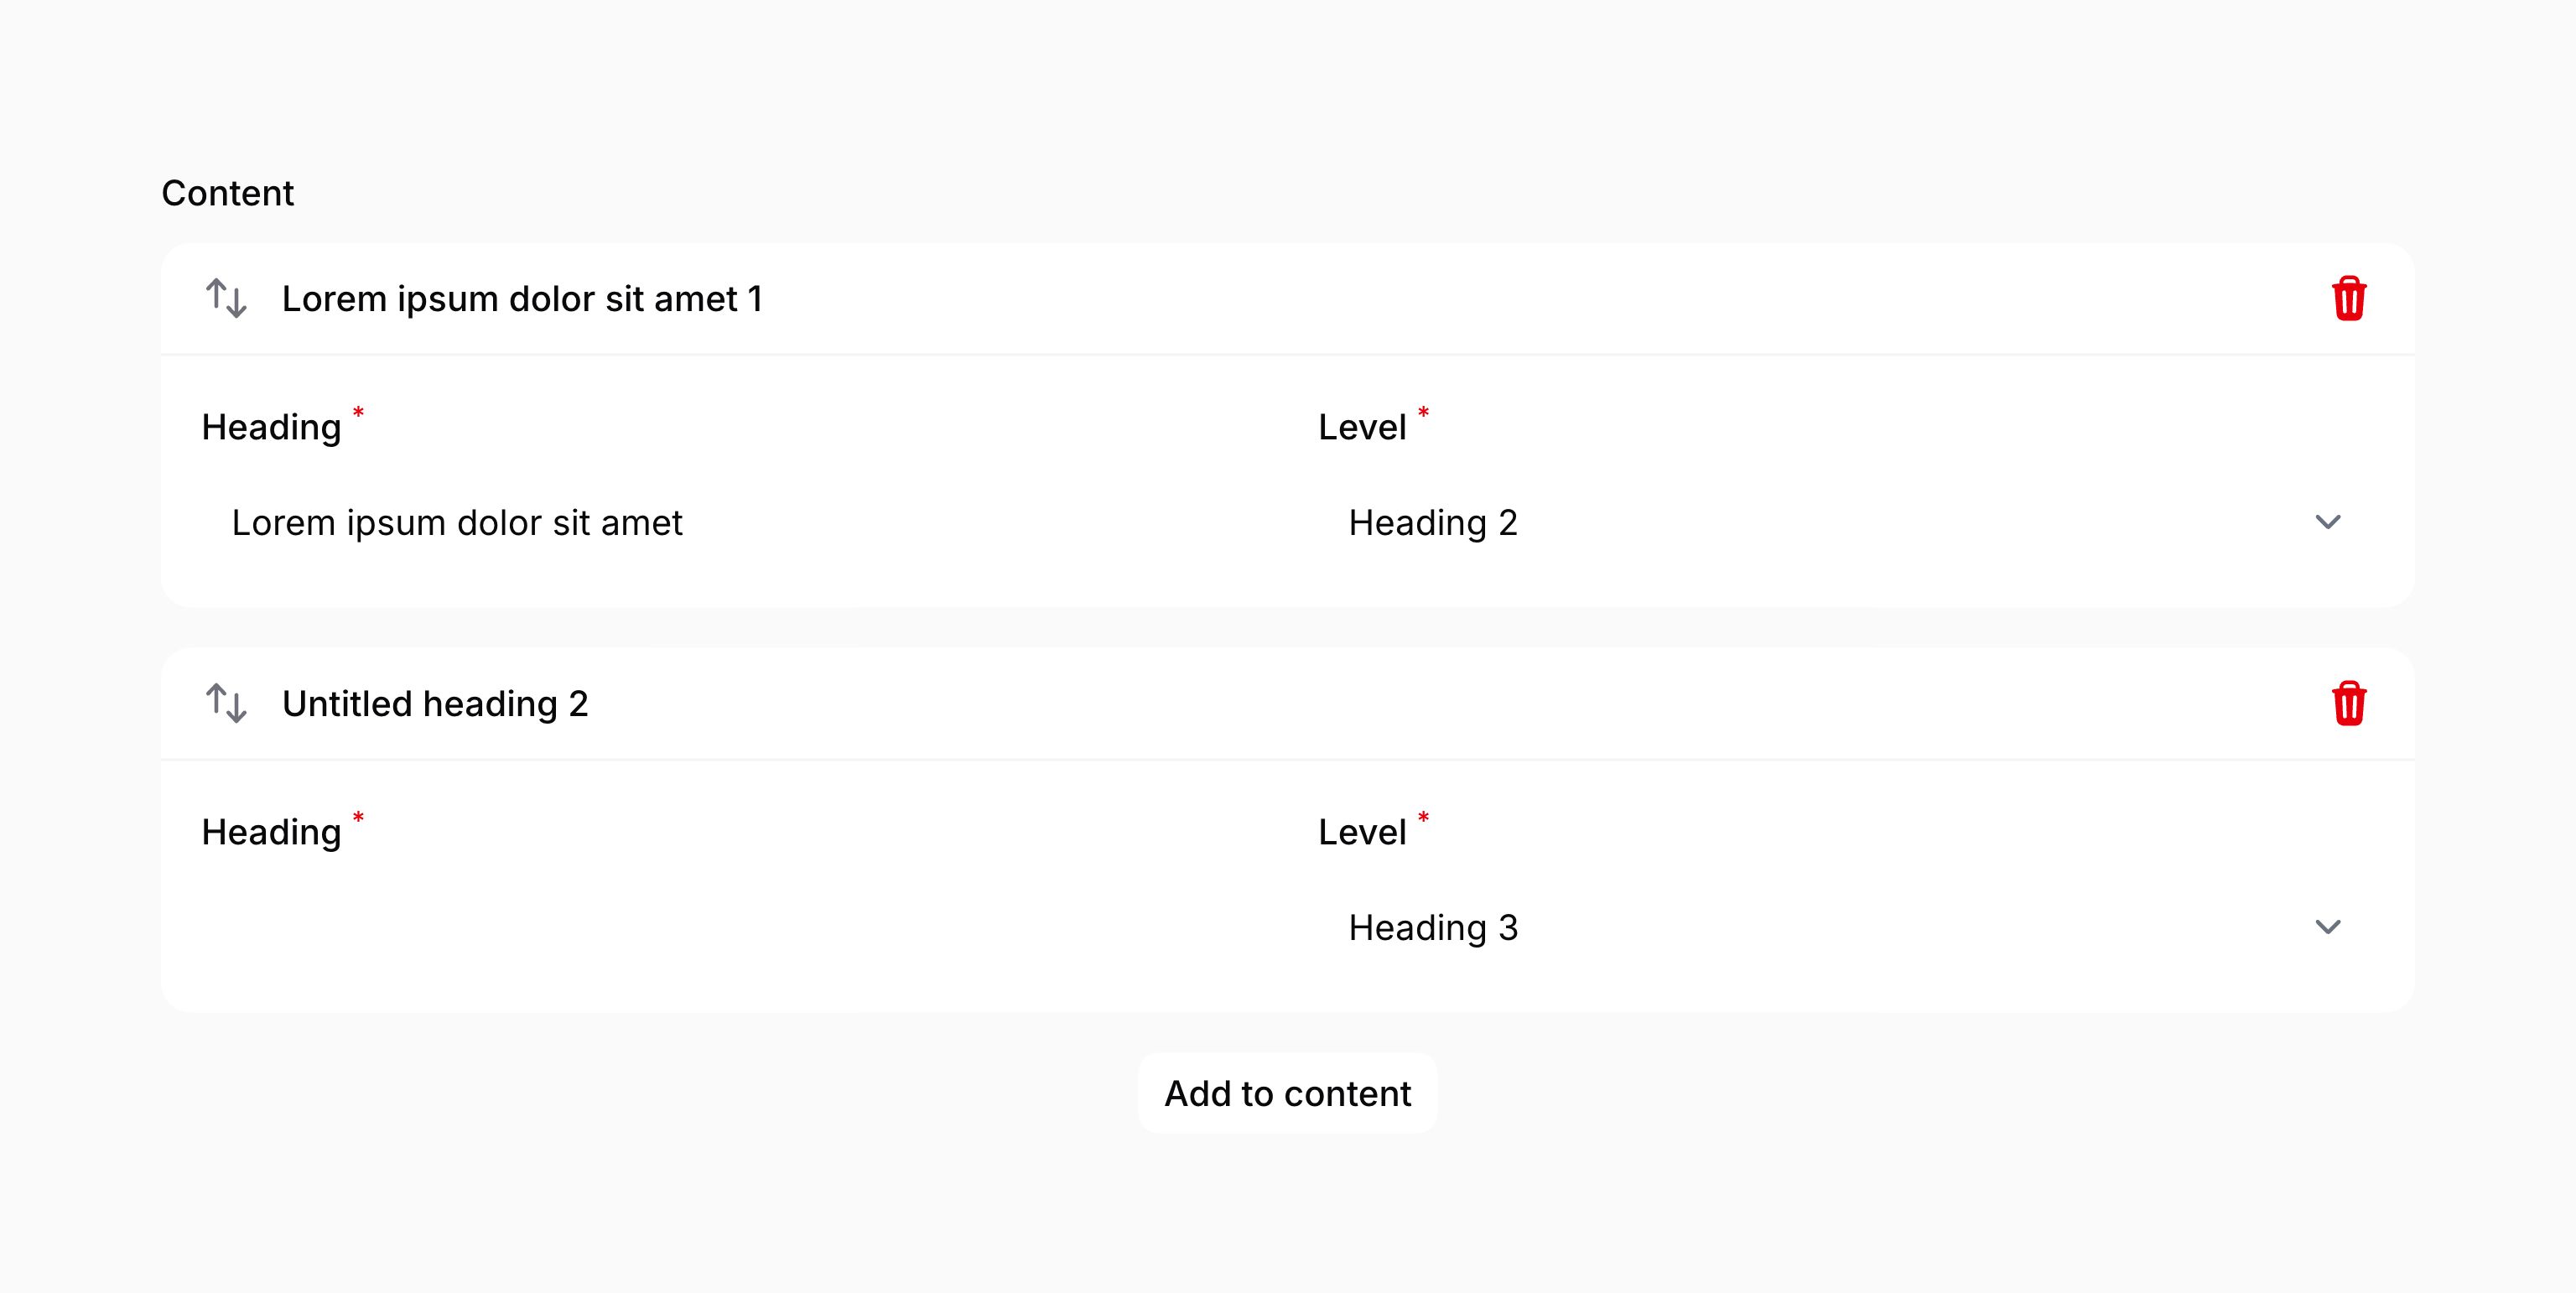 Content
Lorem ipsum dolor sit amet 1
Heading * Level *
Lorem ipsum dolor sit amet Heading 2
Untitled heading 2
Heading * Level *
Heading 3
Add to content